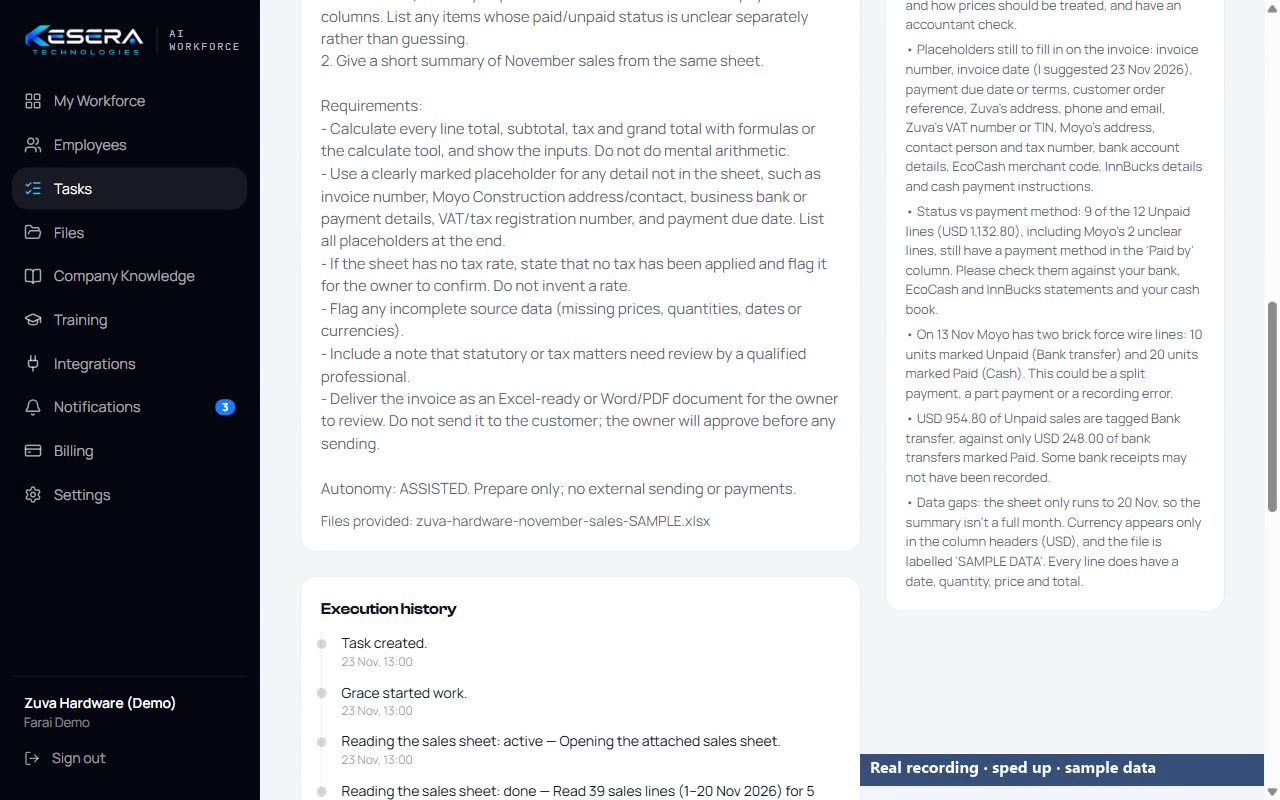 KESERA
TECHNOLOGIES
AI
WORKFORCE
My Workforce
Employees
Tasks
Files
Company Knowledge
Training
Integrations
Notifications
3
Billing
Settings
Zuva Hardware (Demo)
Farai Demo
Sign out
columns. List any items whose paid/unpaid status is unclear separately
rather than guessing.
2. Give a short summary of November sales from the same sheet.
Requirements:
- Calculate every line total, subtotal, tax and grand total with formulas or
the calculate tool, and show the inputs. Do not do mental arithmetic.
- Use a clearly marked placeholder for any detail not in the sheet, such as
invoice number, Moyo Construction address/contact, business bank or
payment details, VAT/tax registration number, and payment due date. List
all placeholders at the end.
- If the sheet has no tax rate, state that no tax has been applied and flag it
for the owner to confirm. Do not invent a rate.
- Flag any incomplete source data (missing prices, quantities, dates or
currencies).
- Include a note that statutory or tax matters need review by a qualified
professional.
- Deliver the invoice as an Excel-ready or Word/PDF document for the owner
to review. Do not send it to the customer; the owner will approve before any
sending.
Autonomy: ASSISTED. Prepare only; no external sending or payments.
Files provided: zuva-hardware-november-sales-SAMPLE.xlsx
Execution history
Task created.
23 Nov, 13:00
Grace started work.
23 Nov, 13:00
Reading the sales sheet: active — Opening the attached sales sheet.
23 Nov, 13:00
Reading the sales sheet: done — Read 39 sales lines (1–20 Nov 2026) for 5
and how prices should be treated, and have an
accountant check.
• Placeholders still to fill in on the invoice: invoice
number, invoice date (I suggested 23 Nov 2026),
payment due date or terms, customer order
reference, Zuva's address, phone and email,
Zuva's VAT number or TIN, Moyo's address,
contact person and tax number, bank account
details, EcoCash merchant code, InnBucks details
and cash payment instructions.
• Status vs payment method: 9 of the 12 Unpaid
lines (USD 1,132.80), including Moyo's 2 unclear
lines, still have a payment method in the 'Paid by'
column. Please check them against your bank,
EcoCash and InnBucks statements and your cash
book.
• On 13 Nov Moyo has two brick force wire lines: 10
units marked Unpaid (Bank transfer) and 20 units
marked Paid (Cash). This could be a split
payment, a part payment or a recording error.
• USD 954.80 of Unpaid sales are tagged Bank
transfer, against only USD 248.00 of bank
transfers marked Paid. Some bank receipts may
not have been recorded.
• Data gaps: the sheet only runs to 20 Nov, so the
summary isn't a full month. Currency appears only
in the column headers (USD), and the file is
labelled 'SAMPLE DATA'. Every line does have a
date, quantity, price and total.
Real recording · sped up · sample data